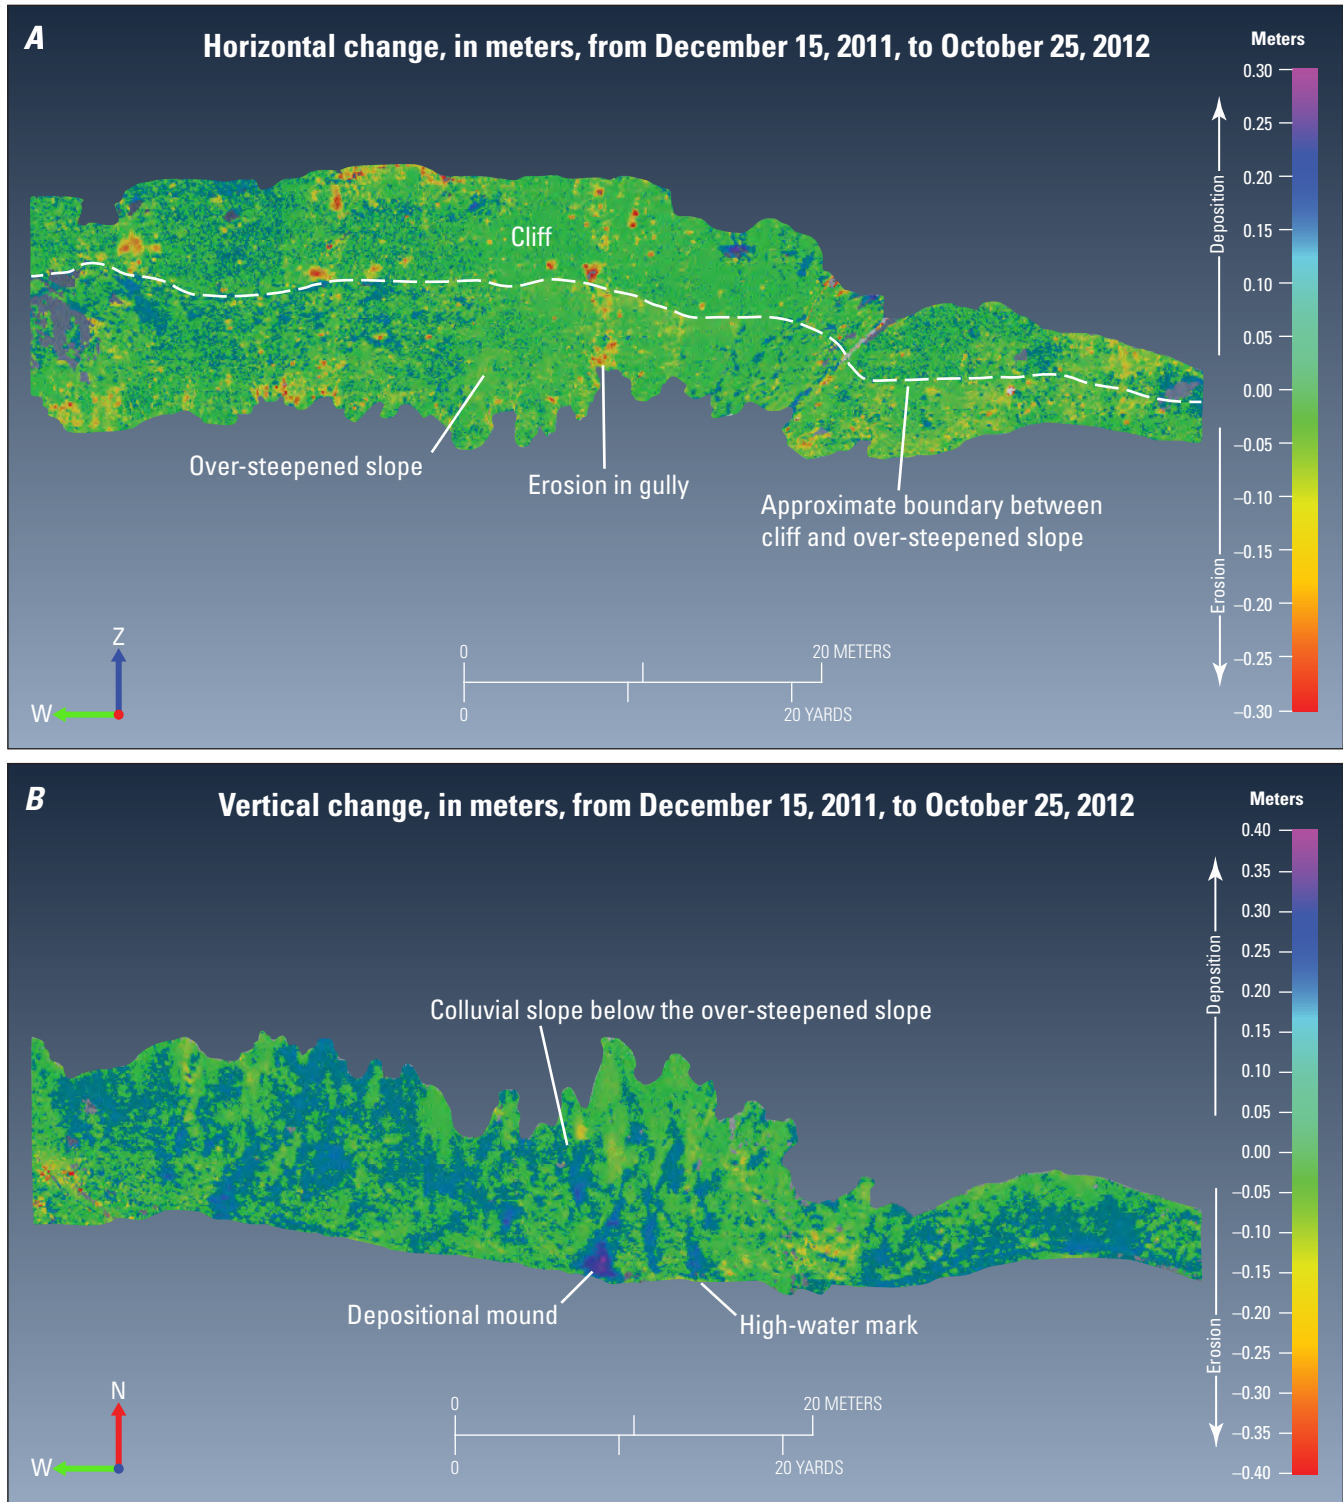 A
Horizontal change, in meters, from December 15, 2011, to October 25, 2012
Meters
0.30
0.25
0.20
0.15
0.10
0.05
0.00
–0.05
–0.10
–0.15
–0.20
–0.25
–0.30
Deposition
Erosion
Cliff
Over-steepened slope
Erosion in gully
Approximate boundary between
cliff and over-steepened slope
Z
W
0 20 METERS
0 20 YARDS
B
Vertical change, in meters, from December 15, 2011, to October 25, 2012
Meters
0.40
0.35
0.30
0.25
0.20
0.15
0.10
0.05
0.00
–0.05
–0.10
–0.15
–0.20
–0.25
–0.30
–0.35
–0.40
Deposition
Erosion
Colluvial slope below the over-steepened slope
Depositional mound
High-water mark
N
W
0 20 METERS
0 20 YARDS